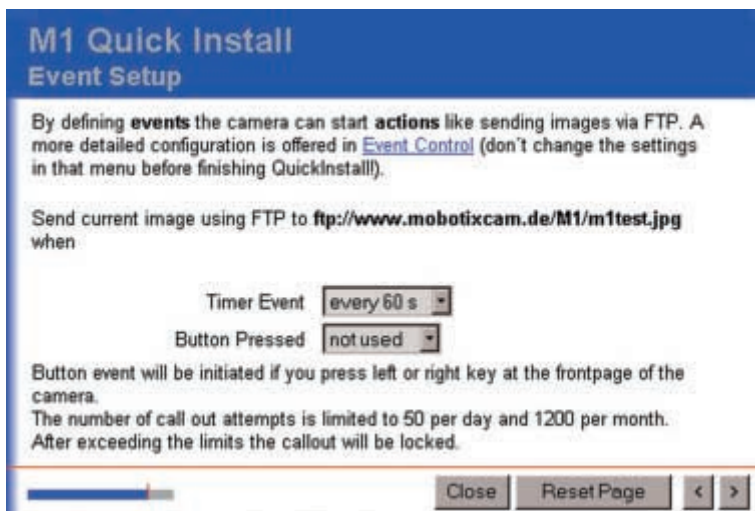 M1 Quick Install
Event Setup
By defining events the camera can start actions like sending images via FTP. A
more detailed configuration is offered in Event Control (don´t change the settings
in that menu before finishing QuickInstall!).
Send current image using FTP to ftp://www.mobotixcam.de/M1/m1test.jpg
when
Timer Event every 60 s
Button Pressed not used
Button event will be initiated if you press left or right key at the frontpage of the
camera.
The number of call out attempts is limited to 50 per day and 1200 per month.
After exceeding the limits the callout will be locked.
Close Reset Page < >